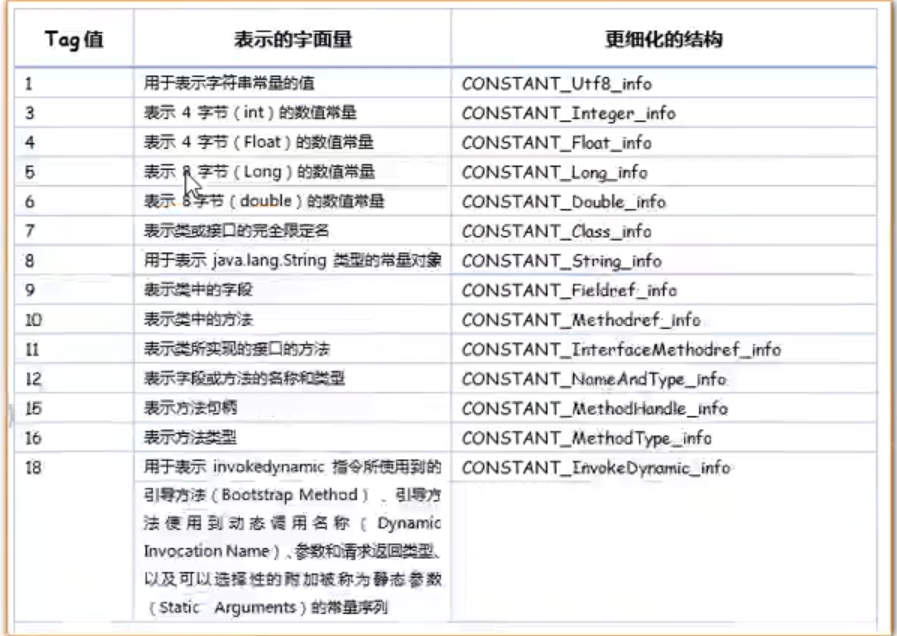 Tag值 表示的字面量 更细化的结构
1 用于表示字符串常量的值 CONSTANT_Utf8_info
3 表示 4 字节（int）的数值常量 CONSTANT_Integer_info
4 表示 4 字节（Float）的数值常量 CONSTANT_Float_info
5 表示 8 字节（Long）的数值常量 CONSTANT_Long_info
6 表示 8 字节（double）的数值常量 CONSTANT_Double_info
7 表示类或接口的完全限定名 CONSTANT_Class_info
8 用于表示 java.lang.String 类型的常量对象 CONSTANT_String_info
9 表示类中的字段 CONSTANT_Fieldref_info
10 表示类中的方法 CONSTANT_Methodref_info
11 表示类所实现的接口的方法 CONSTANT_InterfaceMethodref_info
12 表示字段或方法的名称和类型 CONSTANT_NameAndType_info
15 表示方法句柄 CONSTANT_MethodHandle_info
16 表示方法类型 CONSTANT_MethodType_info
18 用于表示 invokedynamic 指令所使用到的 CONSTANT_InvokeDynamic_info
引导方法（Bootstrap Method）、引导方
法使用到动态调用名称（Dynamic
Invocation Name）、参数和请求返回类型、
以及可以选择性的附加被称为静态参数
（Static Arguments）的常量序列